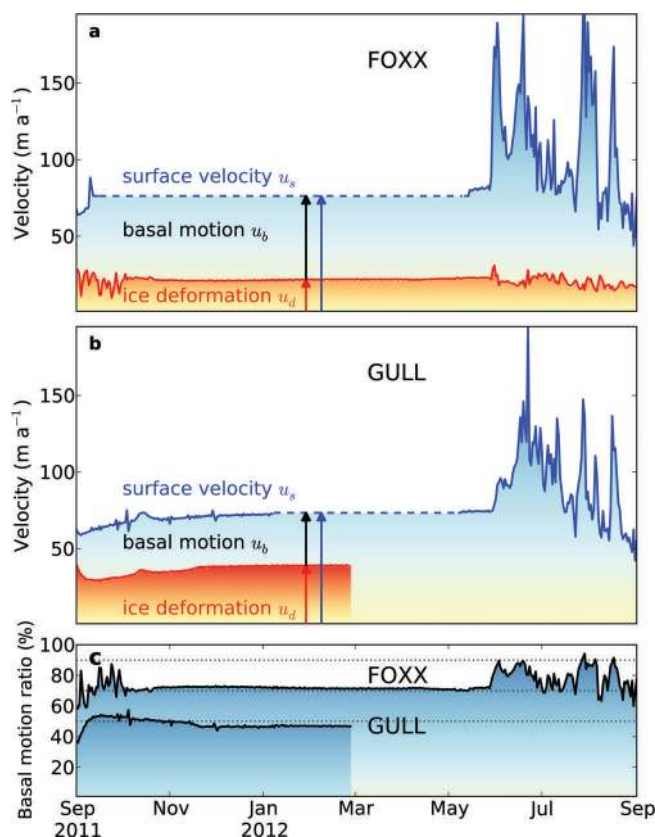 a
FOXX
Velocity (m a⁻¹)
150
100
50
surface velocity uₛ
basal motion u_b
ice deformation u_d
b
GULL
Velocity (m a⁻¹)
150
100
50
surface velocity uₛ
basal motion u_b
ice deformation u_d
c
FOXX
GULL
Basal motion ratio (%)
100
80
60
40
20
Sep Nov Jan Mar May Jul Sep
2011 2012